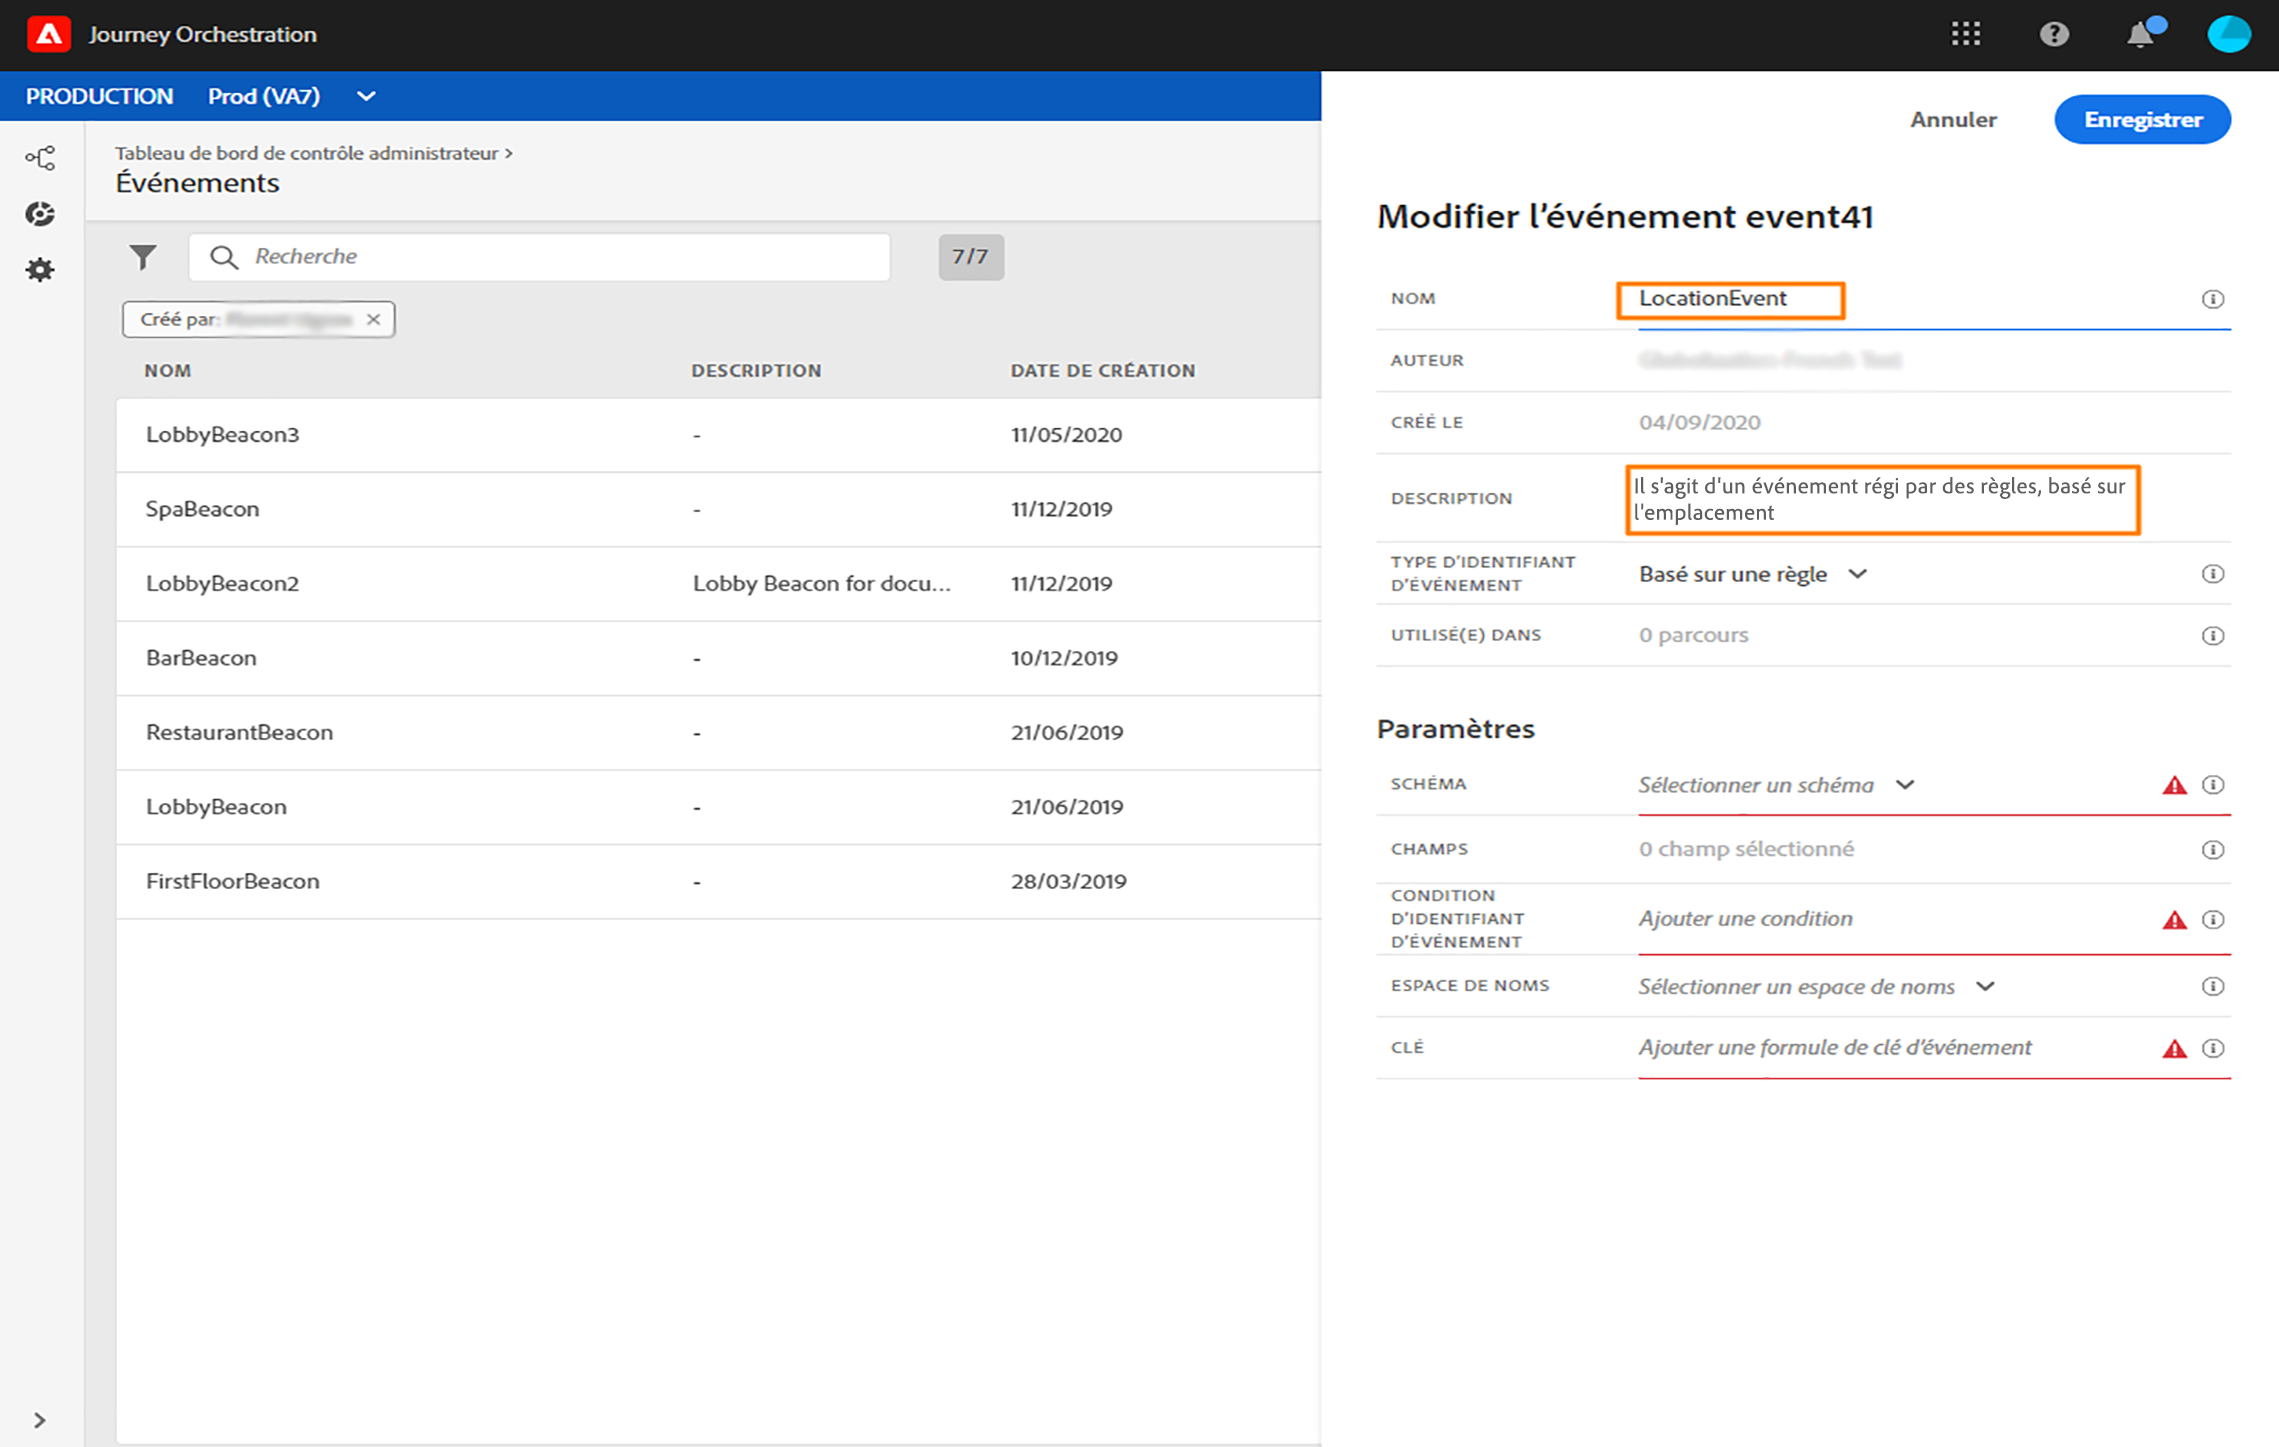 Journey Orchestration
PRODUCTION Prod (VA7)
Annuler
Enregistrer
Tableau de bord de contrôle administrateur >
Événements
Recherche
7/7
Créé par:
NOM DESCRIPTION DATE DE CRÉATION
LobbyBeacon3 - 11/05/2020
SpaBeacon - 11/12/2019
LobbyBeacon2 Lobby Beacon for docu... 11/12/2019
BarBeacon - 10/12/2019
RestaurantBeacon - 21/06/2019
LobbyBeacon - 21/06/2019
FirstFloorBeacon - 28/03/2019
Modifier l’événement event41
NOM LocationEvent
AUTEUR
CRÉÉ LE 04/09/2020
DESCRIPTION
Il s'agit d'un événement régi par des règles, basé sur
l'emplacement
TYPE D’IDENTIFIANT
D’ÉVÉNEMENT
Basé sur une règle
UTILISÉ(E) DANS 0 parcours
Paramètres
SCHÉMA Sélectionner un schéma
CHAMPS 0 champ sélectionné
CONDITION
D’IDENTIFIANT
D’ÉVÉNEMENT
Ajouter une condition
ESPACE DE NOMS Sélectionner un espace de noms
CLÉ Ajouter une formule de clé d’événement